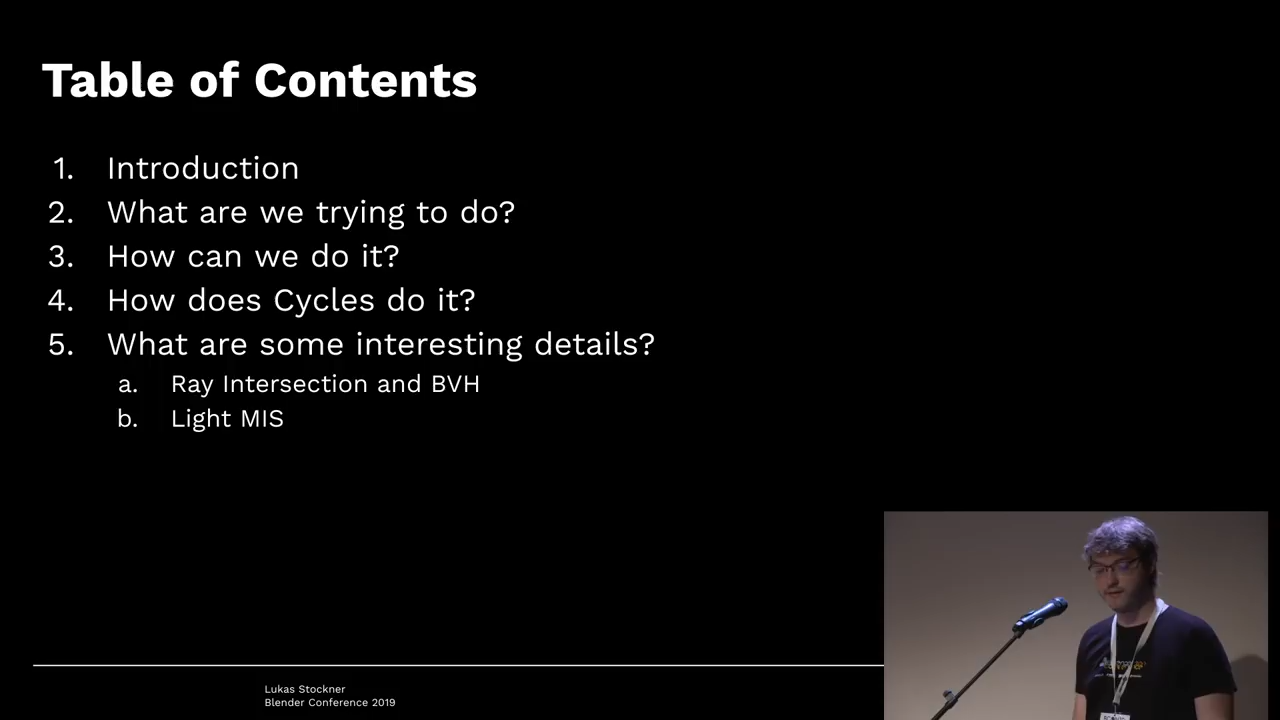 Table of Contents
1. Introduction
2. What are we trying to do?
3. How can we do it?
4. How does Cycles do it?
5. What are some interesting details?
a. Ray Intersection and BVH
b. Light MIS
Lukas Stockner
Blender Conference 2019